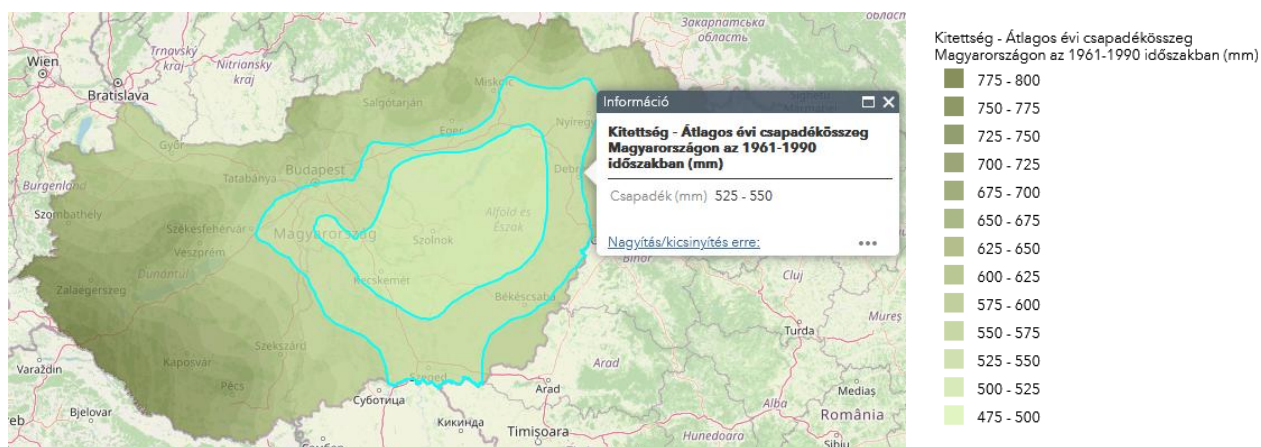 Закарпатська
область
област
Wien
Trnavský
kraj
Nitriansky
kraj
Bratislava
Miskolc
Salgótarján
Eger
Nyíregy
Győr
Budapest
Tatabánya
Debr
Burgenland
Szombathely
Székesfehérvár
Magyarország
Alföld és
Észak
Szolnok
Veszprém
Dunántúl
Zalaegerszeg
Kecskemét
Békéscsaba
Bihor
Cluj
Turda
Mureș
Szekszárd
Kaposvár
Pécs
Szeged
Varaždin
Arad
Arad
Суботица
Mediaș
Alba
România
Bjelovar
Кикинда
Timișoara
Hunedoara
Sibiu
eb
Információ
Kitettség - Átlagos évi csapadékösszeg
Magyarországon az 1961-1990
időszakban (mm)
Csapadék (mm) 525 - 550
Nagyítás/kicsinyítés erre:
•••
Kitettség - Átlagos évi csapadékösszeg
Magyarországon az 1961-1990 időszakban (mm)
775 - 800
750 - 775
725 - 750
700 - 725
675 - 700
650 - 675
625 - 650
600 - 625
575 - 600
550 - 575
525 - 550
500 - 525
475 - 500